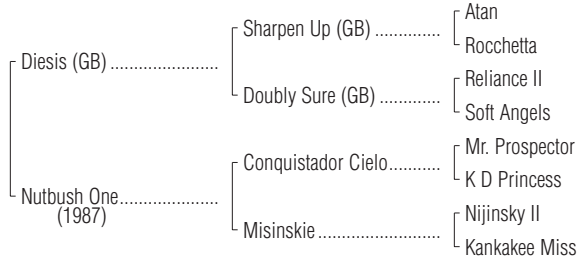 Atan
Sharpen Up (GB) ..............
Rocchetta
Diesis (GB) .......................
Reliance II
Doubly Sure (GB) .............
Soft Angels
Mr. Prospector
Conquistador Cielo...........
K D Princess
Nutbush One.....................
(1987)
Nijinsky II
Misinskie ..........................
Kankakee Miss